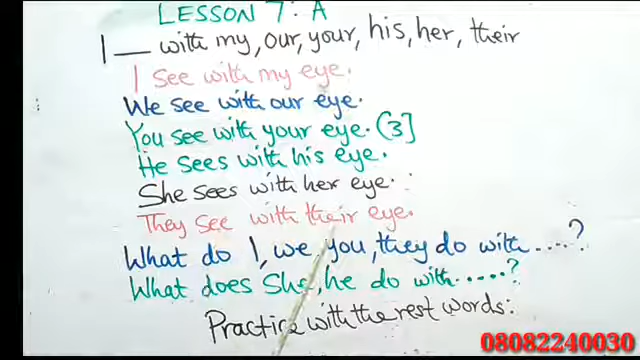 LESSON 7: A
I __ with my, our, your, his, her, their
I see with my eye.
We see with our eye.
You see with your eye. (3]
He sees with his eye.
She sees with her eye.
They see with their eye.
What do I, we, you, they do with....?
What does She, he do with.....?
Practice with the rest words:
08082240030